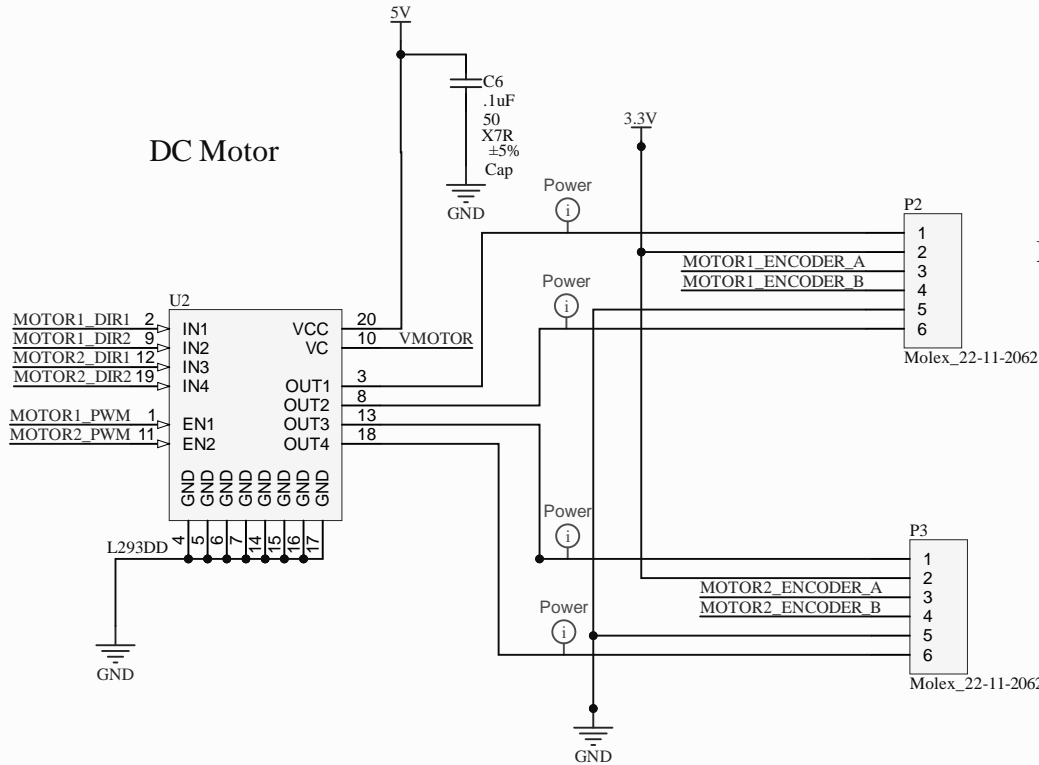 5V
C6
.1uF
50
X7R
±5%
Cap
GND
DC Motor
3.3V
Power
i
P2
1
2
MOTOR1_ENCODER_A 3
MOTOR1_ENCODER_B 4
5
6
Molex_22-11-2062
Power
i
U2
MOTOR1_DIR1 2 IN1
MOTOR1_DIR2 9 IN2
MOTOR2_DIR1 12 IN3
MOTOR2_DIR2 19 IN4
MOTOR1_PWM 1 EN1
MOTOR2_PWM 11 EN2
VCC 20
VC 10 VMOTOR
OUT1 3
OUT2 8
OUT3 13
OUT4 18
GND GND GND GND GND GND GND GND
4 5 6 7 14 15 16 17
L293DD
GND
Power
i
P3
1
2
MOTOR2_ENCODER_A 3
MOTOR2_ENCODER_B 4
5
6
Molex_22-11-2062
Power
i
GND